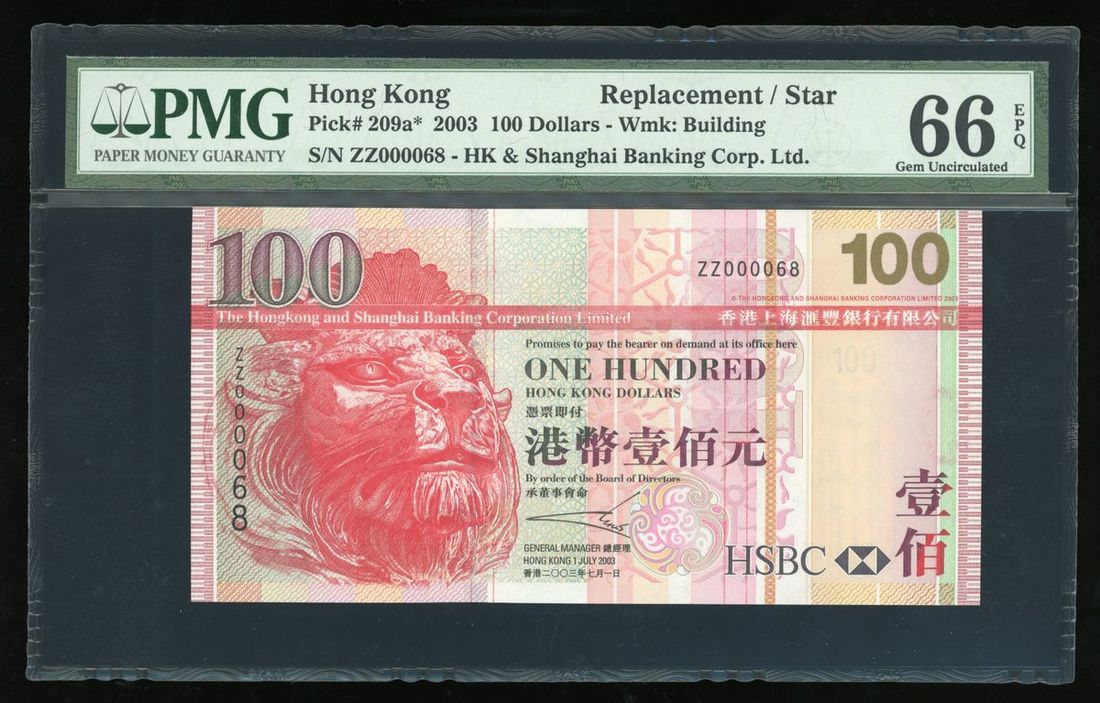 PMG
PAPER MONEY GUARANTY
Hong Kong Replacement / Star
Pick# 209a* 2003 100 Dollars - Wmk: Building
S/N ZZ000068 - HK & Shanghai Banking Corp. Ltd.
66
EPQ
Gem Uncirculated
100
ZZ000068
100
© THE HONGKONG AND SHANGHAI BANKING CORPORATION LIMITED 2003
The Hongkong and Shanghai Banking Corporation Limited
香港上海滙豐銀行有限公司
ZZ000068
Promises to pay the bearer on demand at its office here
ONE HUNDRED
HONG KONG DOLLARS
憑票即付
港幣壹佰元
By order of the Board of Directors
承董事會命
GENERAL MANAGER 總經理
HONG KONG 1 JULY 2003
香港二〇〇三年七月一日
100
壹佰
HSBC